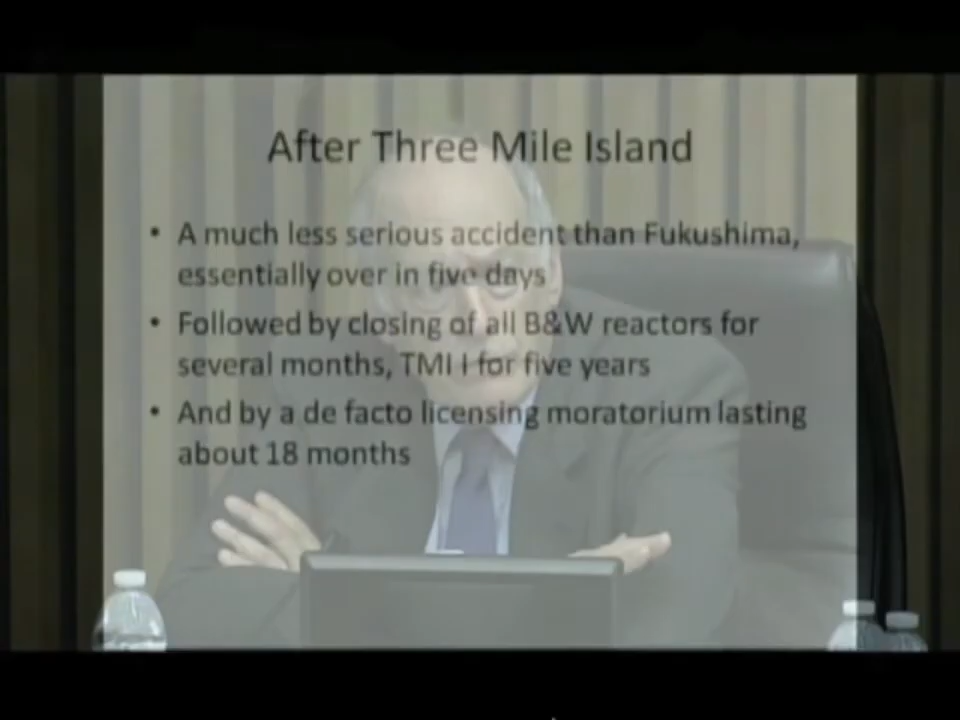 After Three Mile Island
• A much less serious accident than Fukushima,
essentially over in five days
• Followed by closing of all B&W reactors for
several months, TMI I for five years
• And by a de facto licensing moratorium lasting
about 18 months